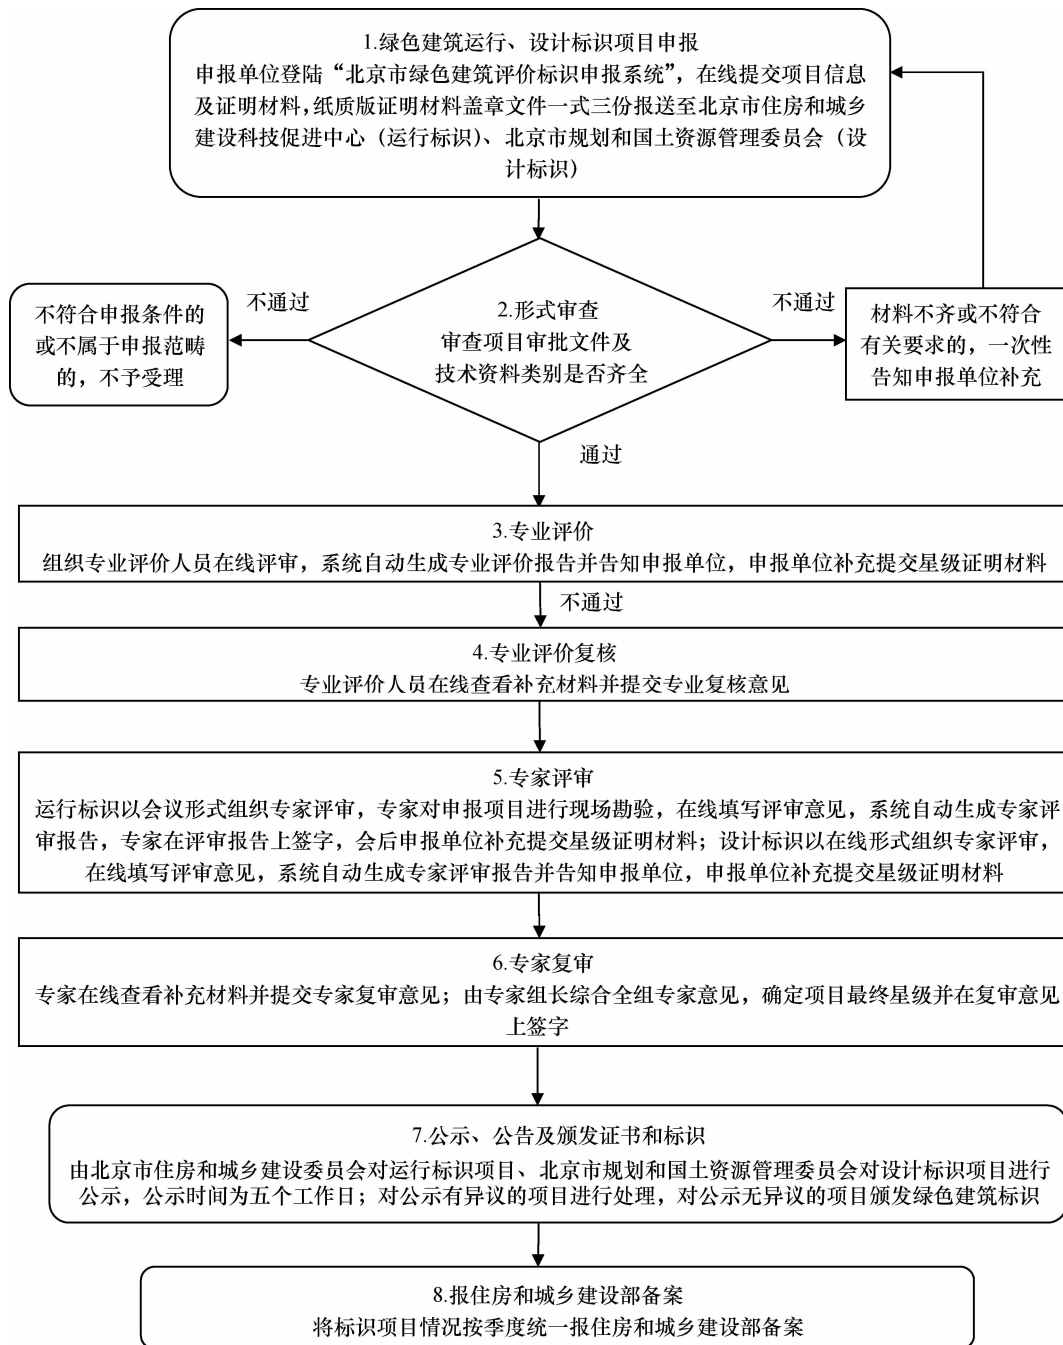 1.绿色建筑运行、设计标识项目申报
申报单位登陆“北京市绿色建筑评价标识申报系统”，在线提交项目信息
及证明材料，纸质版证明材料盖章文件一式三份报送至北京市住房和城乡
建设科技促进中心（运行标识）、北京市规划和国土资源管理委员会（设
计标识）
不通过
不符合申报条件的
或不属于申报范畴
的，不予受理
2.形式审查
审查项目审批文件及
技术资料类别是否齐全
不通过
材料不齐或不符合
有关要求的，一次性
告知申报单位补充
通过
3.专业评价
组织专业评价人员在线评审，系统自动生成专业评价报告并告知申报单位，申报单位补充提交星级证明材料
不通过
4.专业评价复核
专业评价人员在线查看补充材料并提交专业复核意见
5.专家评审
运行标识以会议形式组织专家评审，专家对申报项目进行现场勘验，在线填写评审意见，系统自动生成专家评
审报告，专家在评审报告上签字，会后申报单位补充提交星级证明材料；设计标识以在线形式组织专家评审，
在线填写评审意见，系统自动生成专家评审报告并告知申报单位，申报单位补充提交星级证明材料
6.专家复审
专家在线查看补充材料并提交专家复审意见；由专家组长综合全组专家意见，确定项目最终星级并在复审意见
上签字
7.公示、公告及颁发证书和标识
由北京市住房和城乡建设委员会对运行标识项目、北京市规划和国土资源管理委员会对设计标识项目进行
公示，公示时间为五个工作日；对公示有异议的项目进行处理，对公示无异议的项目颁发绿色建筑标识
8.报住房和城乡建设部备案
将标识项目情况按季度统一报住房和城乡建设部备案